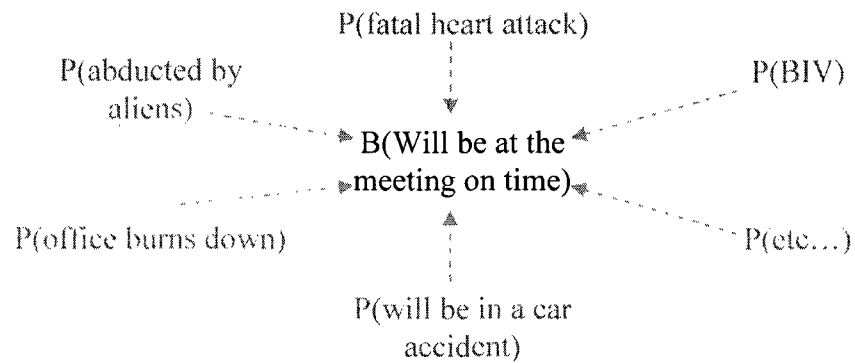 P(fatal heart attack)
P(abducted by
aliens)
P(BIV)
B(Will be at the
meeting on time)
P(office burns down)
P(etc…)
P(will be in a car
accident)